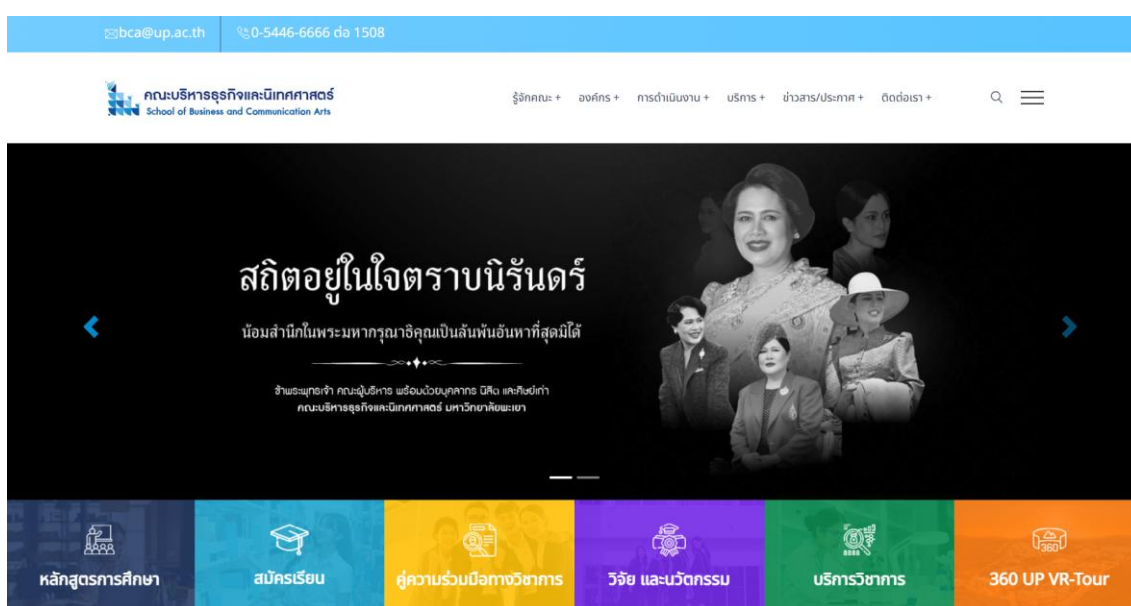 bca@up.ac.th
0-5446-6666 ต่อ 1508
คณะบริหารธุรกิจและนิเทศศาสตร์
School of Business and Communication Arts
รู้จักคณะ + องค์กร + การดำเนินงาน + บริการ + ข่าวสาร/ประกาศ + ติดต่อเรา +
สถิตอยู่ในใจตราบนิรันดร์
น้อมสำนึกในพระมหากรุณาธิคุณเป็นล้นพ้นอันหาที่สุดมิได้
ข้าพระพุทธเจ้า คณะผู้บริหาร พร้อมด้วยบุคลากร นิสิต และศิษย์เก่า
คณะบริหารธุรกิจและนิเทศศาสตร์ มหาวิทยาลัยพะเยา
หลักสูตรการศึกษา
สมัครเรียน
คู่ความร่วมมือทางวิชาการ
วิจัย และนวัตกรรม
บริการวิชาการ
360
360 UP VR-Tour